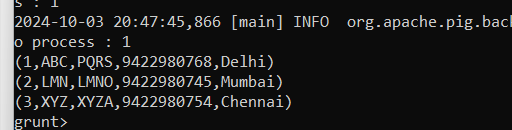 s : 1
2024-10-03 20:47:45,866 [main] INFO  org.apache.pig.bac
o process : 1
(1,ABC,PQRS,9422980768,Delhi)
(2,LMN,LMNO,9422980745,Mumbai)
(3,XYZ,XYZA,9422980754,Chennai)
grunt>